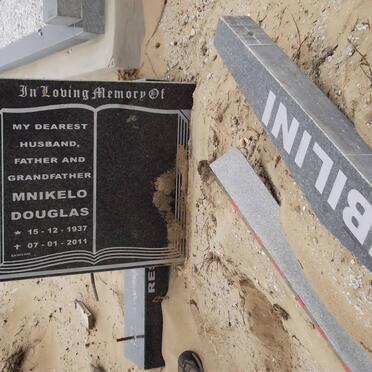 In Loving Memory Of
MY DEAREST
HUSBAND,
FATHER AND
GRANDFATHER
MNIKELO
DOUGLAS
★ 15 - 12 - 1937
✝ 07 - 01 - 2011
BILINI
RES